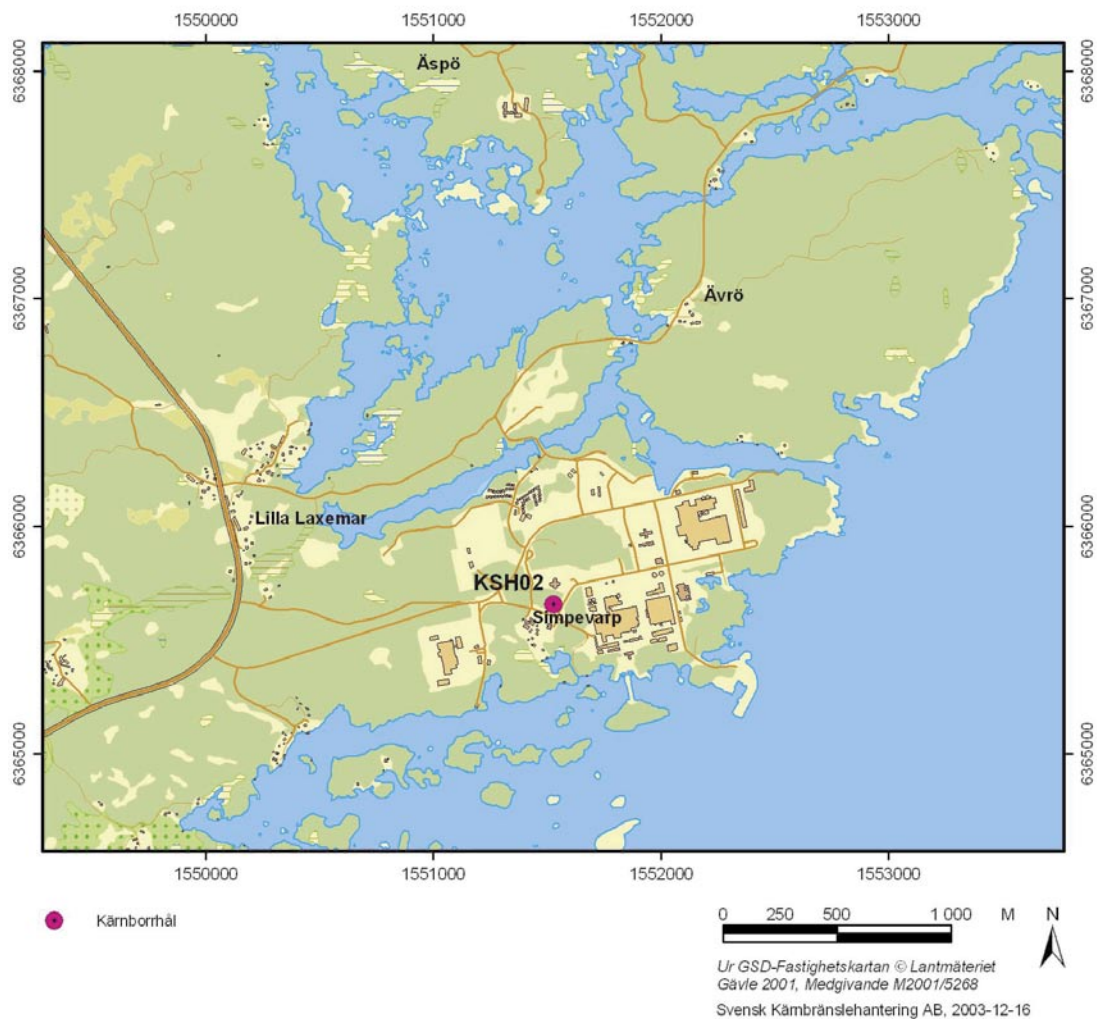 1550000 1551000 1552000 1553000
6368000 6368000
Äspö
6367000 6367000
Ävrö
6366000 6366000
Lilla Laxemar
KSH02
Simpevarp
6365000 6365000
1550000 1551000 1552000 1553000
Kärnborrhål
0 250 500 1 000 M N
Ur GSD-Fastighetskartan © Lantmäteriet
Gävle 2001, Medgivande M2001/5268
Svensk Kärnbränslehantering AB, 2003-12-16